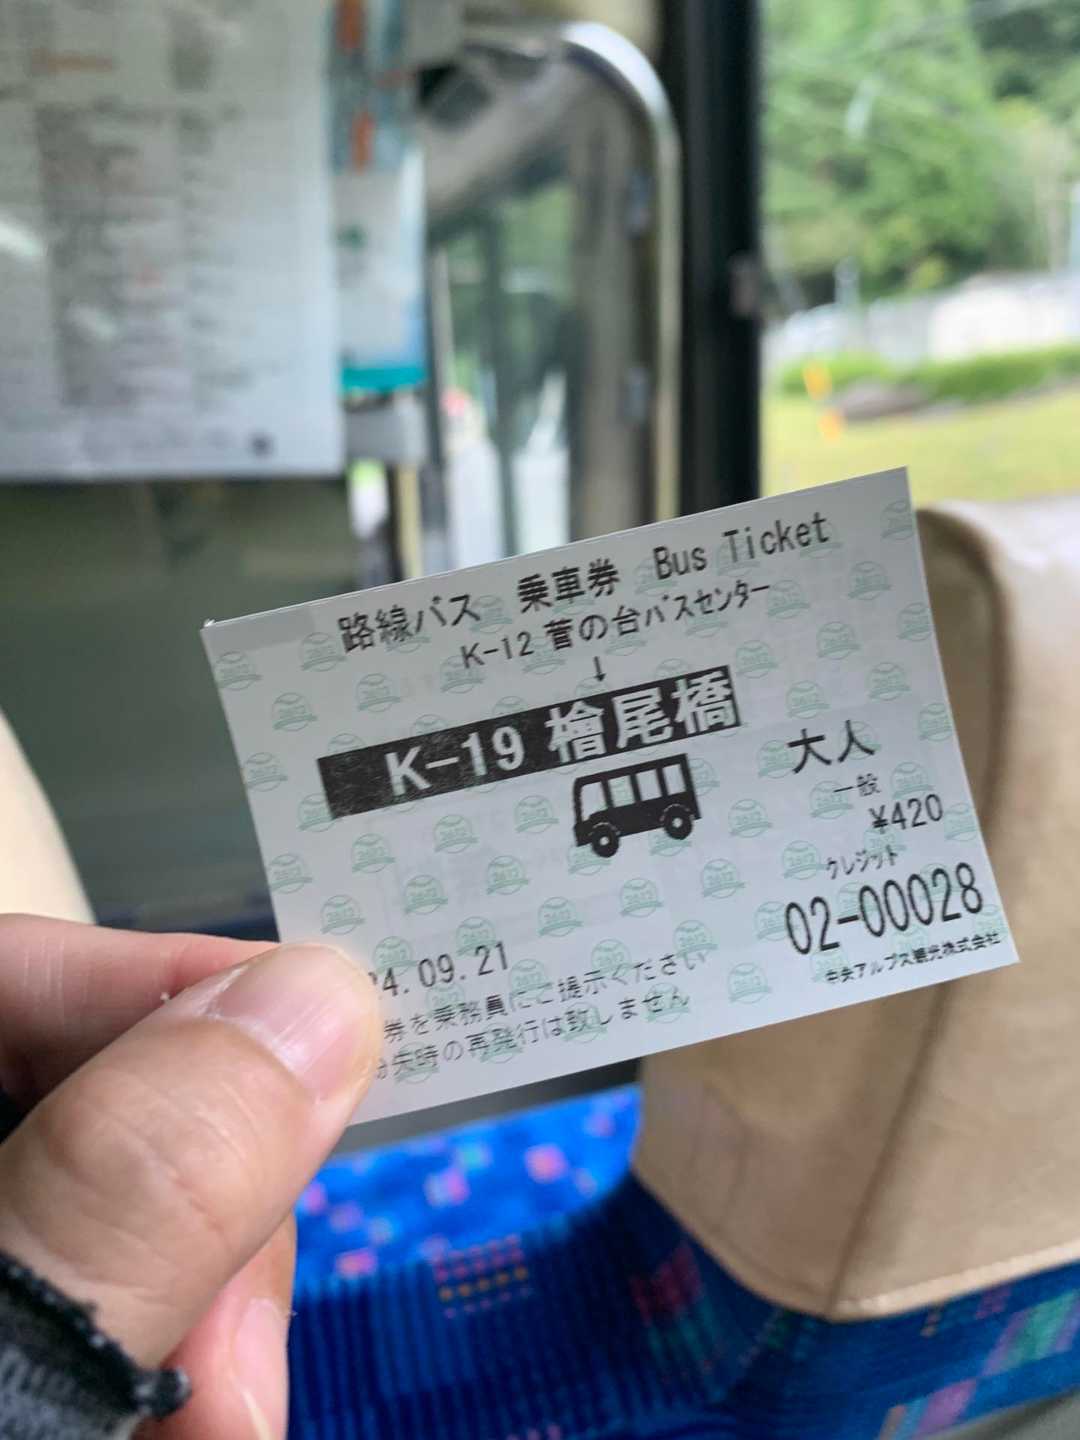 路線バス 乗車券 Bus Ticket
K-12 菅の台バスセンター
↓
K-19 檜尾橋
大人
一般
¥420
クレジット
02-00028
中央アルプス観光株式会社
4.09.21
券を乗務員にご提示ください
紛失時の再発行は致しません
2612